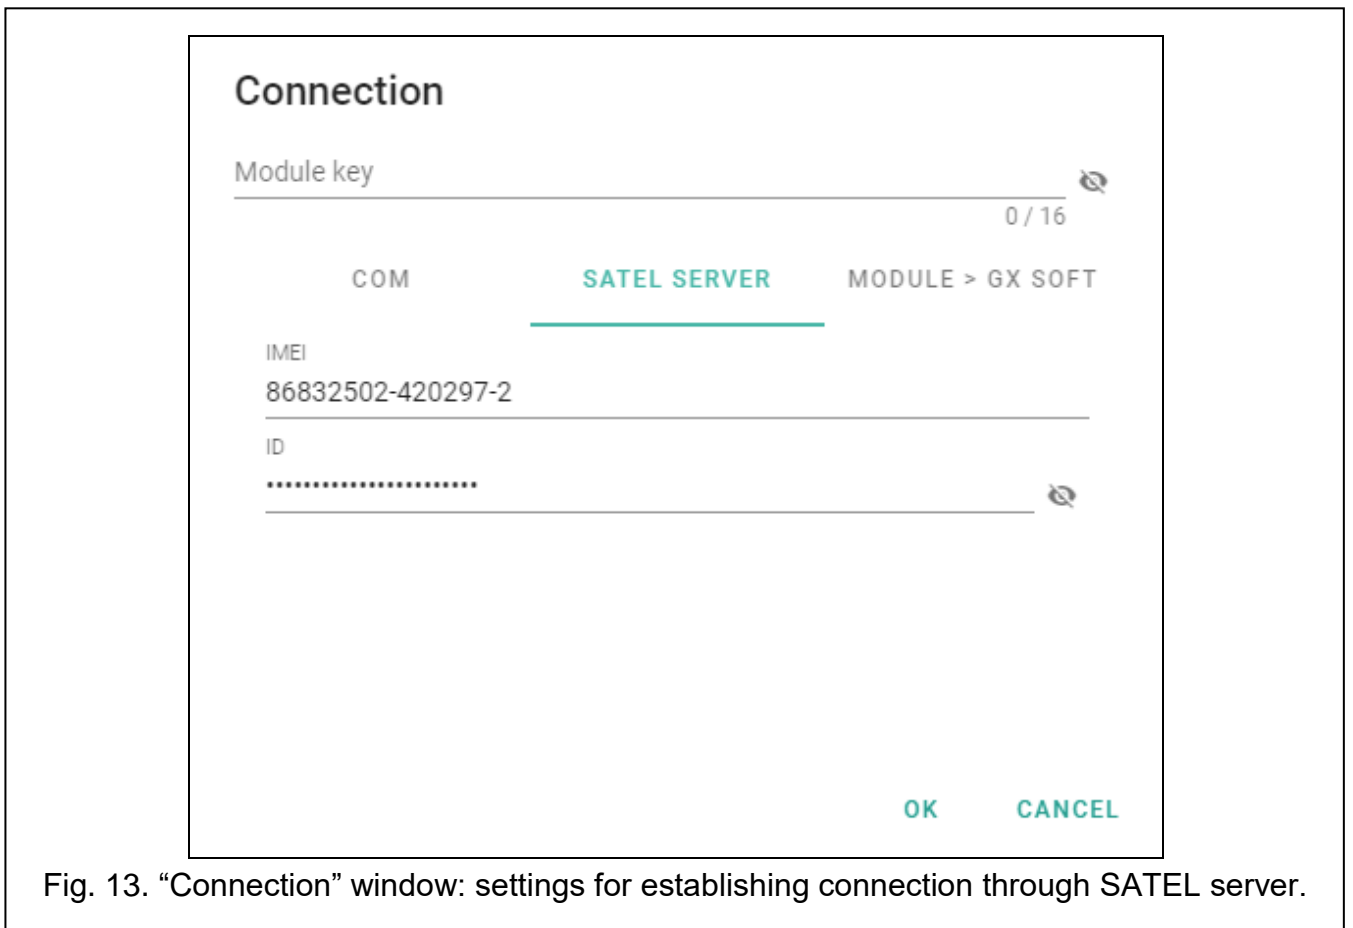 Connection
Module key
0 / 16
COM SATEL SERVER MODULE > GX SOFT
IMEI
86832502-420297-2
ID
•••••••••••••••••••••••
OK CANCEL
Fig. 13. “Connection” window: settings for establishing connection through SATEL server.